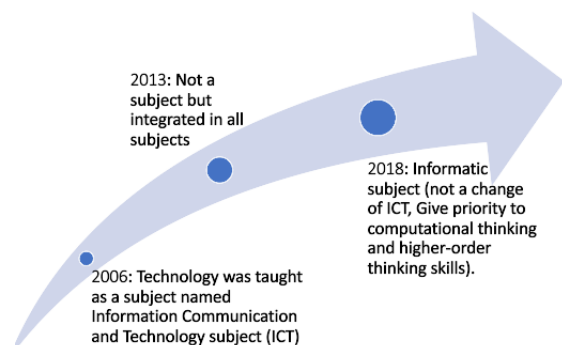 2013: Not a
subject but
integrated in all
subjects
2018: Informatic
subject (not a change
of ICT, Give priority to
computational thinking
and higher-order
thinking skills).
2006: Technology was taught
as a subject named
Information Communication
and Technology subject (ICT)